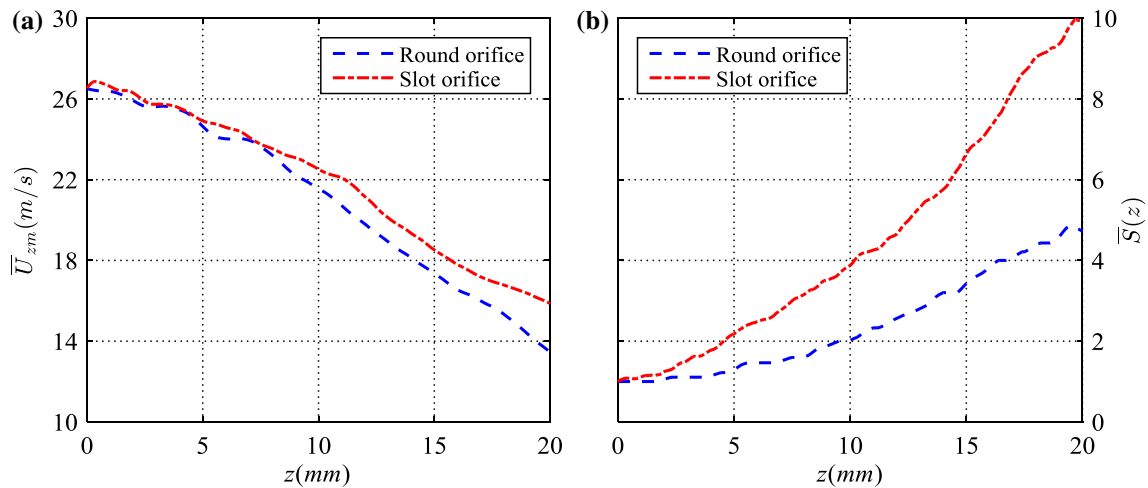 (a)
30
26
22
18
14
10
U̅zm(m/s)
Round orifice
Slot orifice
0 5 10 15 20
z(mm)
(b)
Round orifice
Slot orifice
10
8
6
4
2
0
S̅(z)
0 5 10 15 20
z(mm)